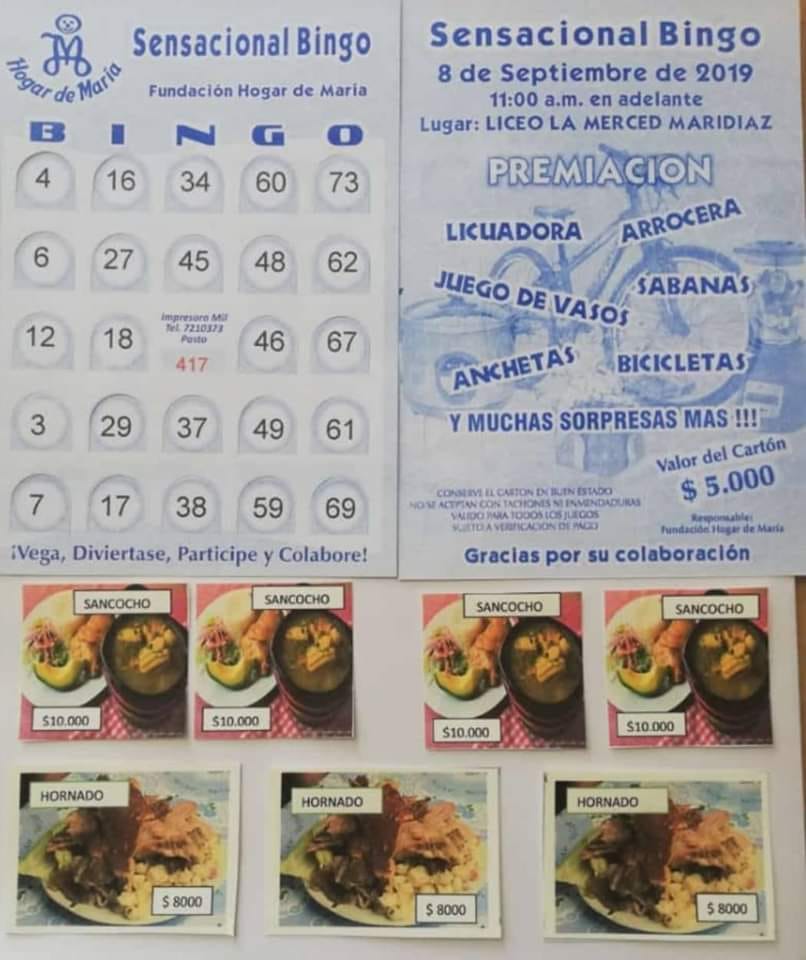 Hogar de María
Sensacional Bingo
Fundación Hogar de María
B I N G O
4 16 34 60 73
6 27 45 48 62
12 18 46 67
Impresora Mil
Tel. 7210373
Pasto
417
3 29 37 49 61
7 17 38 59 69
¡Vega, Diviertase, Participe y Colabore!
Sensacional Bingo
8 de Septiembre de 2019
11:00 a.m. en adelante
Lugar: LICEO LA MERCED MARIDIAZ
PREMIACION
LICUADORA ARROCERA
JUEGO DE VASOS SABANAS
ANCHETAS BICICLETAS
Y MUCHAS SORPRESAS MAS !!!
Valor del Cartón
$ 5.000
CONSERVE EL CARTON EN BUEN ESTADO
NO SE ACEPTAN CON TACHONES NI ENMENDADURAS
VALIDO PARA TODOS LOS JUEGOS
SUJETO A VERIFICACION DE PAGO
Responsable:
Fundación Hogar de María
Gracias por su colaboración
SANCOCHO
$10.000
SANCOCHO
$10.000
SANCOCHO
$10.000
SANCOCHO
$10.000
HORNADO
$ 8000
HORNADO
$ 8000
HORNADO
$ 8000